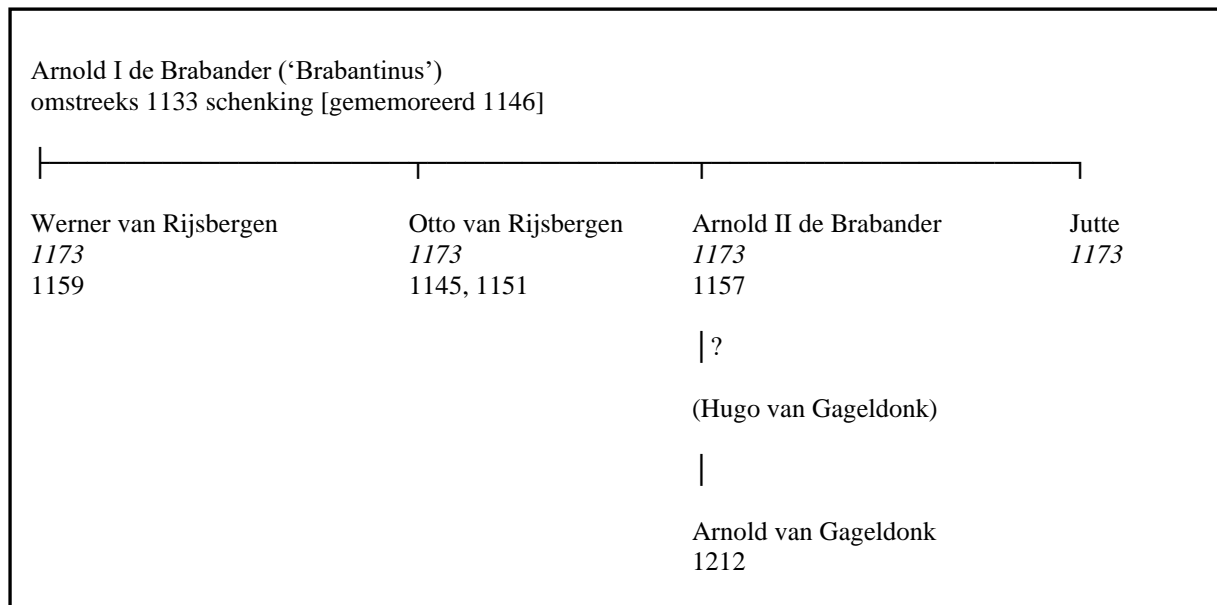 Arnold I de Brabander (‘Brabantinus’)
omstreeks 1133 schenking [gememoreerd 1146]
Werner van Rijsbergen
1173
1159
Otto van Rijsbergen
1173
1145, 1151
Arnold II de Brabander
1173
1157
?
(Hugo van Gageldonk)
Arnold van Gageldonk
1212
Jutte
1173